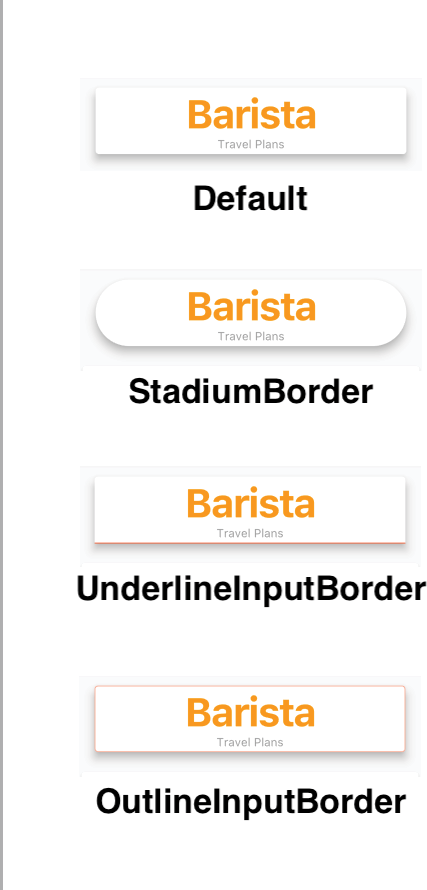 Barista
Travel Plans
Default
Barista
Travel Plans
StadiumBorder
Barista
Travel Plans
UnderlineInputBorder
Barista
Travel Plans
OutlineInputBorder